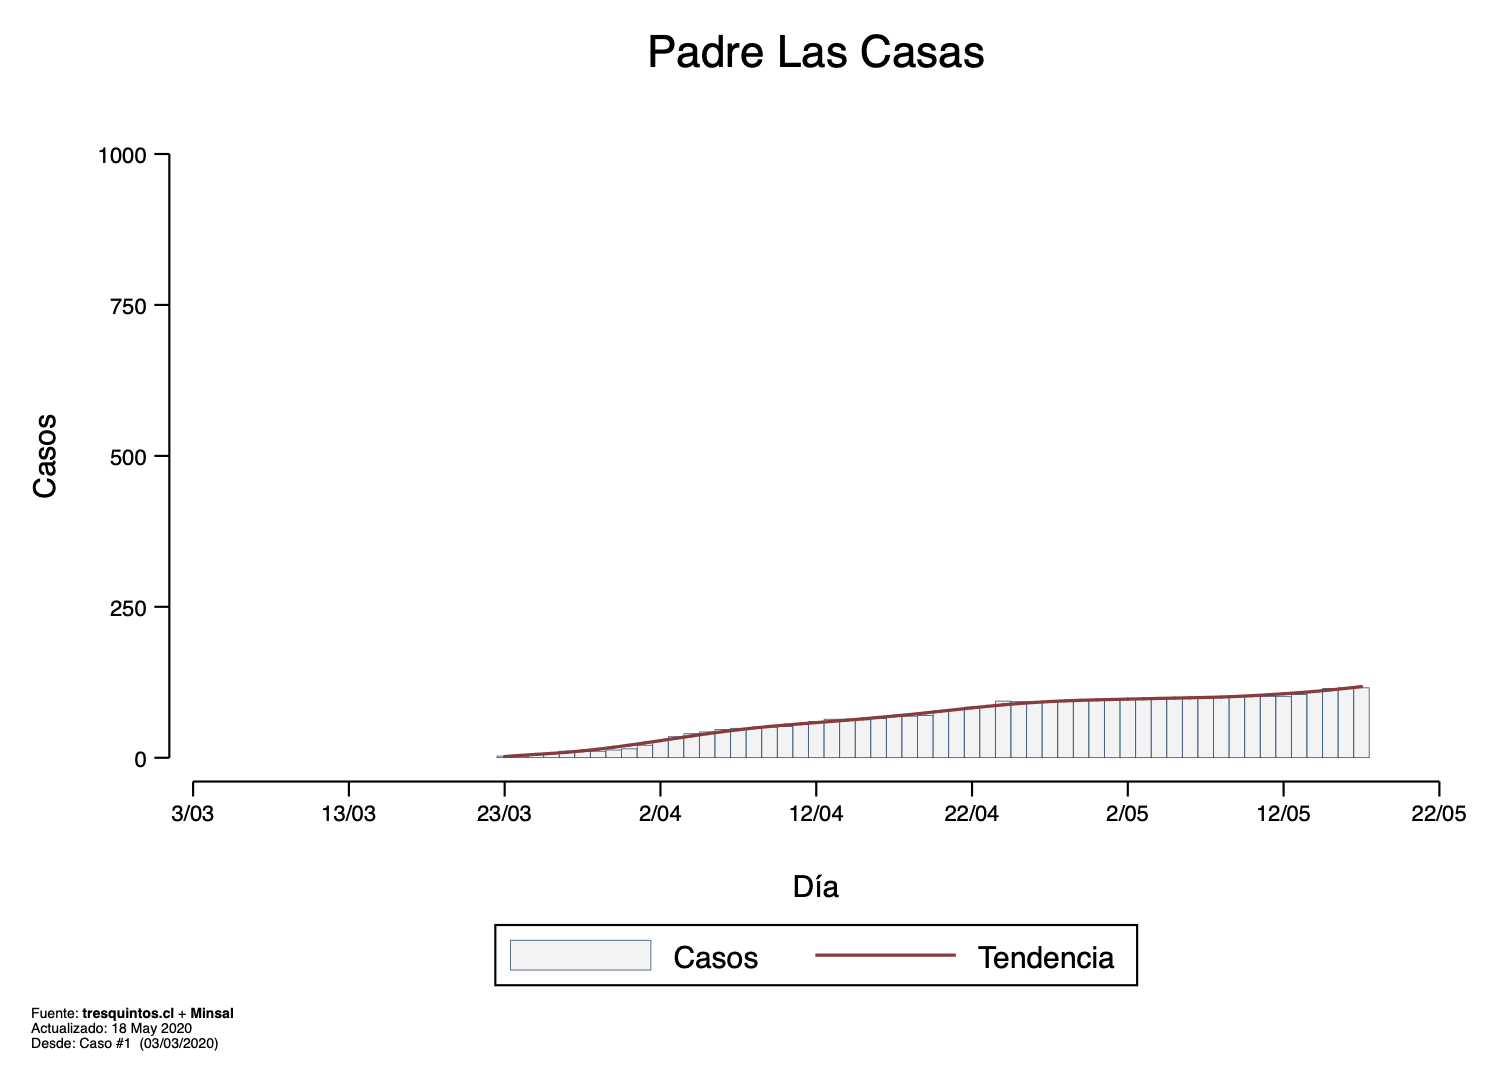 Padre Las Casas
1000
750
500
250
0
Casos
3/03 13/03 23/03 2/04 12/04 22/04 2/05 12/05 22/05
Día
Casos Tendencia
Fuente: tresquintos.cl + Minsal
Actualizado: 18 May 2020
Desde: Caso #1 (03/03/2020)